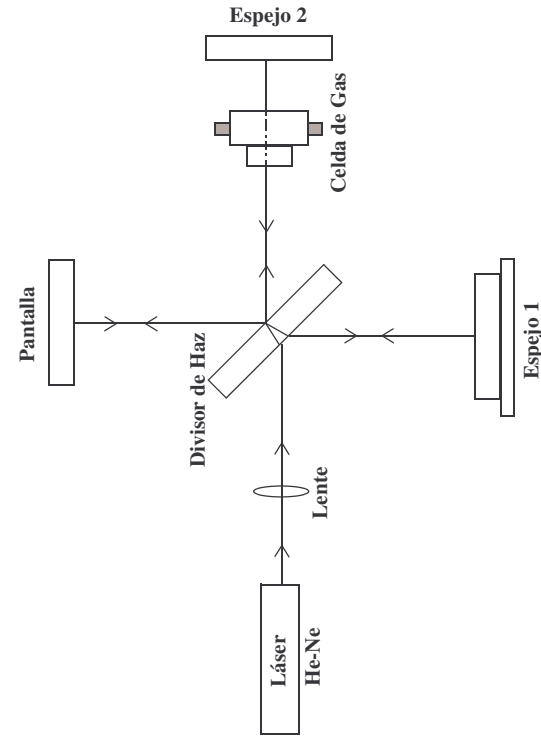 Espejo 2
Celda de Gas
Pantalla
Divisor de Haz
Espejo 1
Lente
Láser
He-Ne